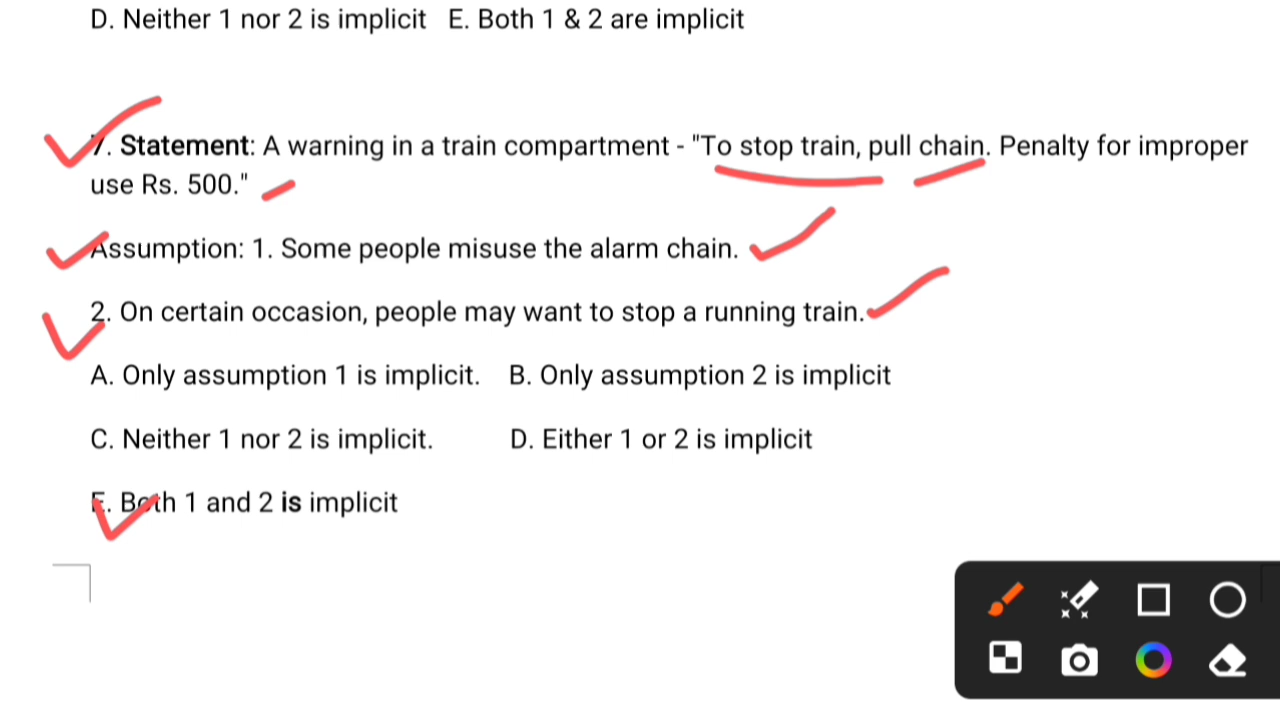 D. Neither 1 nor 2 is implicit E. Both 1 & 2 are implicit
7. Statement: A warning in a train compartment - "To stop train, pull chain. Penalty for improper
use Rs. 500."
Assumption: 1. Some people misuse the alarm chain.
2. On certain occasion, people may want to stop a running train.
A. Only assumption 1 is implicit. B. Only assumption 2 is implicit
C. Neither 1 nor 2 is implicit. D. Either 1 or 2 is implicit
E. Both 1 and 2 is implicit